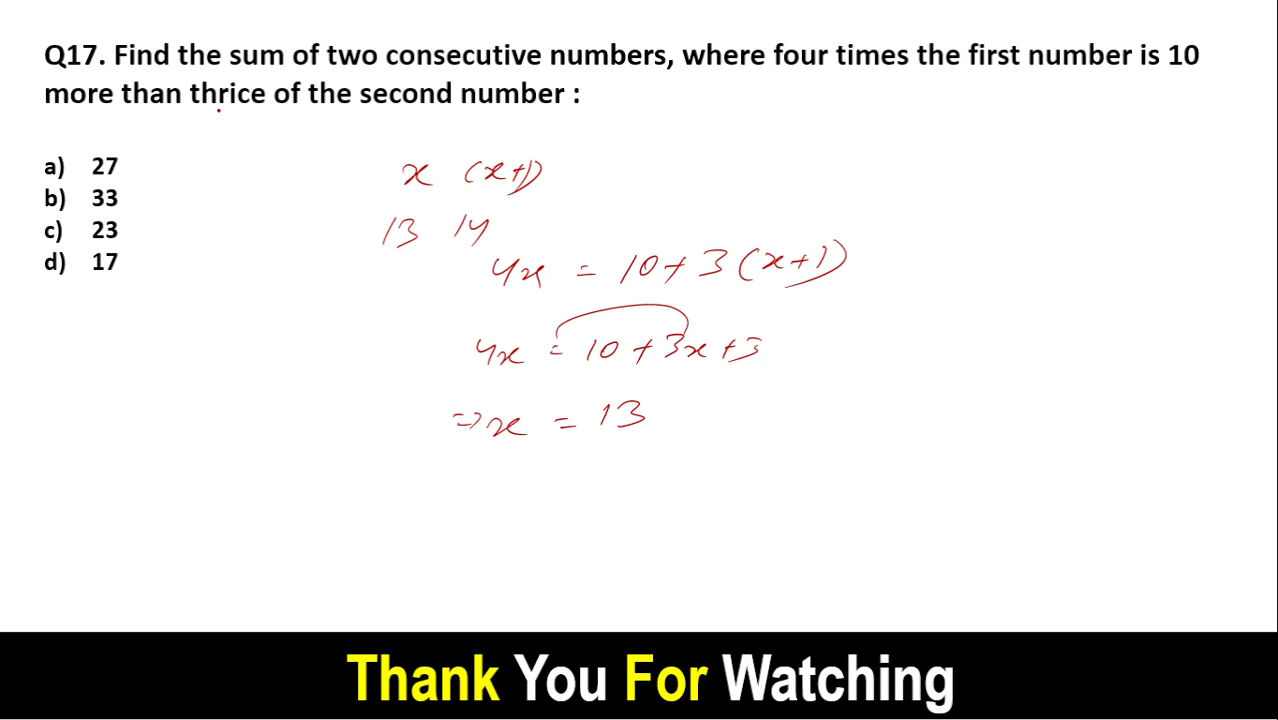 Q17. Find the sum of two consecutive numbers, where four times the first number is 10
more than thrice of the second number :
a) 27
b) 33
c) 23
d) 17
x (x+1)
13 14
4x = 10+3(x+1)
4x = 10+3x+3
=>x = 13
Thank You For Watching